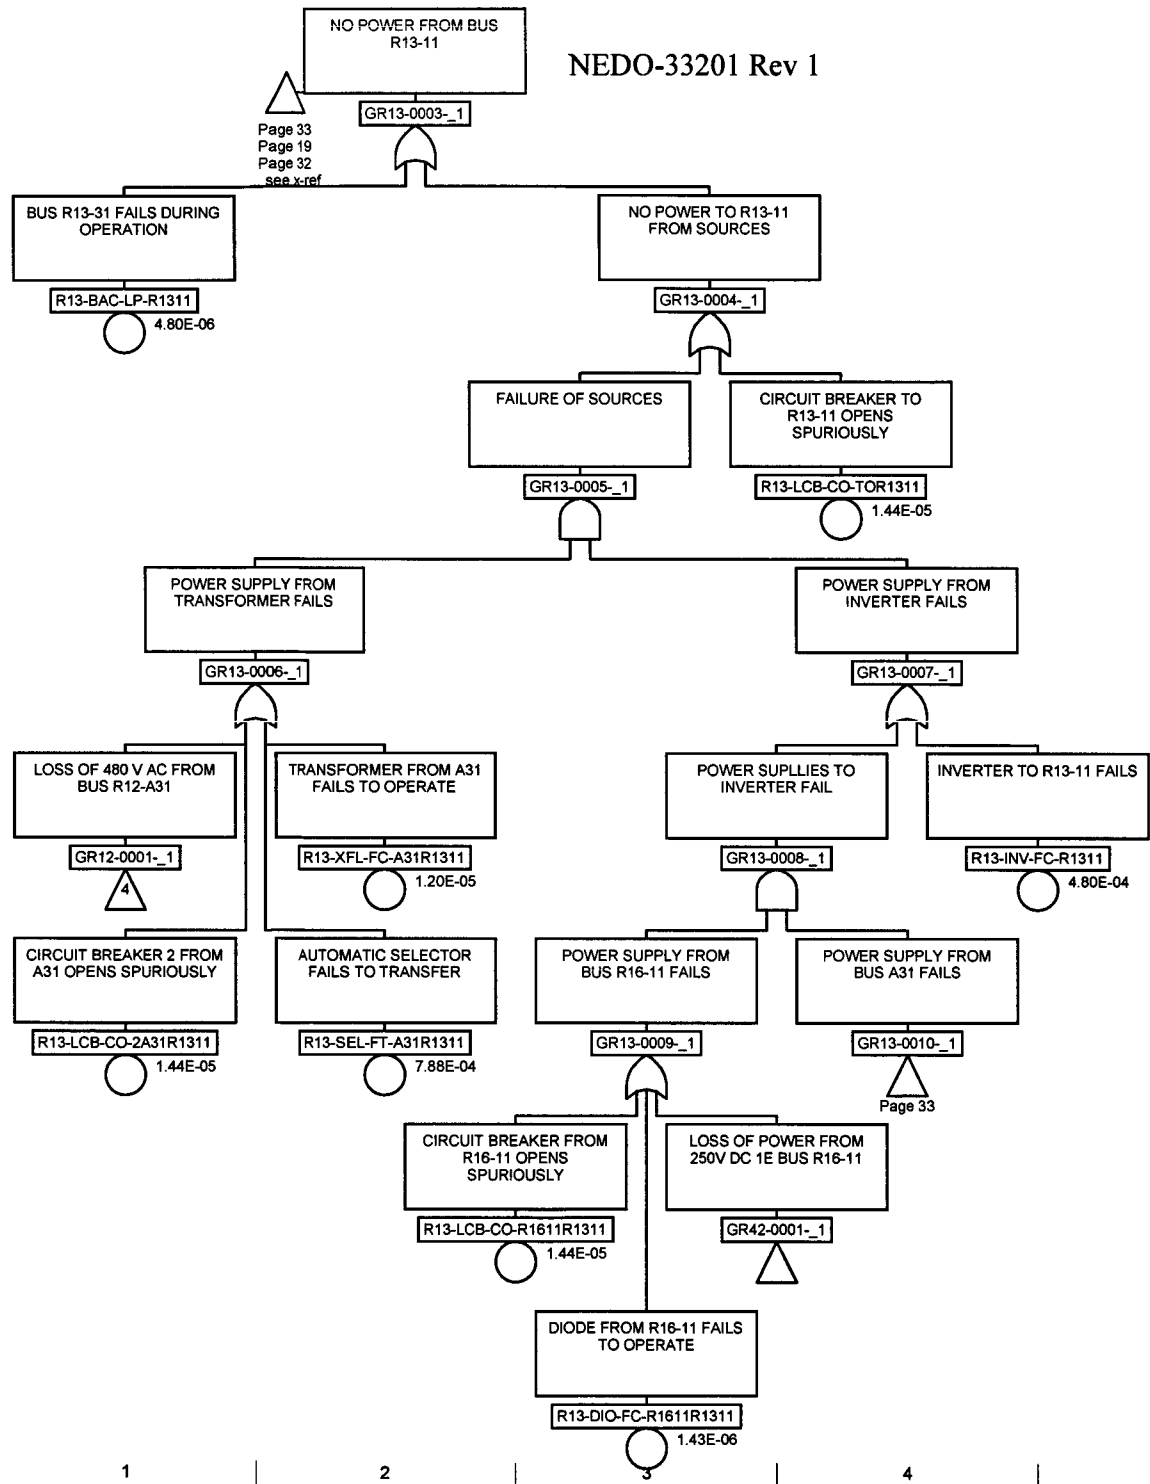 NO POWER FROM BUS
R13-11
NEDO-33201 Rev 1
GR13-0003-_1
Page 33
Page 19
Page 32
see x-ref
BUS R13-31 FAILS DURING
OPERATION
R13-BAC-LP-R1311
4.80E-06
NO POWER TO R13-11
FROM SOURCES
GR13-0004-_1
FAILURE OF SOURCES
GR13-0005-_1
CIRCUIT BREAKER TO
R13-11 OPENS
SPURIOUSLY
R13-LCB-CO-TOR1311
1.44E-05
POWER SUPPLY FROM
TRANSFORMER FAILS
GR13-0006-_1
POWER SUPPLY FROM
INVERTER FAILS
GR13-0007-_1
LOSS OF 480 V AC FROM
BUS R12-A31
GR12-0001-_1
4
TRANSFORMER FROM A31
FAILS TO OPERATE
R13-XFL-FC-A31R1311
1.20E-05
POWER SUPLLIES TO
INVERTER FAIL
GR13-0008-_1
INVERTER TO R13-11 FAILS
R13-INV-FC-R1311
4.80E-04
CIRCUIT BREAKER 2 FROM
A31 OPENS SPURIOUSLY
R13-LCB-CO-2A31R1311
1.44E-05
AUTOMATIC SELECTOR
FAILS TO TRANSFER
R13-SEL-FT-A31R1311
7.88E-04
POWER SUPPLY FROM
BUS R16-11 FAILS
GR13-0009-_1
POWER SUPPLY FROM
BUS A31 FAILS
GR13-0010-_1
Page 33
CIRCUIT BREAKER FROM
R16-11 OPENS
SPURIOUSLY
R13-LCB-CO-R1611R1311
1.44E-05
LOSS OF POWER FROM
250V DC 1E BUS R16-11
GR42-0001-_1
DIODE FROM R16-11 FAILS
TO OPERATE
R13-DIO-FC-R1611R1311
1.43E-06
1
2
3
4